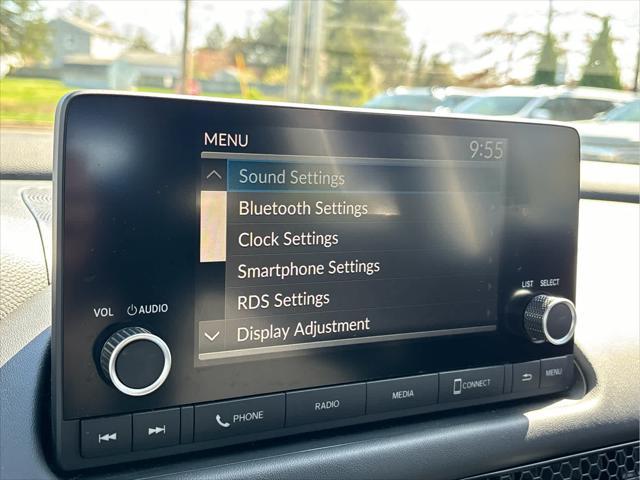 MENU 9:55
Sound Settings
Bluetooth Settings
Clock Settings
Smartphone Settings
RDS Settings
Display Adjustment
VOL AUDIO
LIST SELECT
PHONE RADIO MEDIA CONNECT MENU